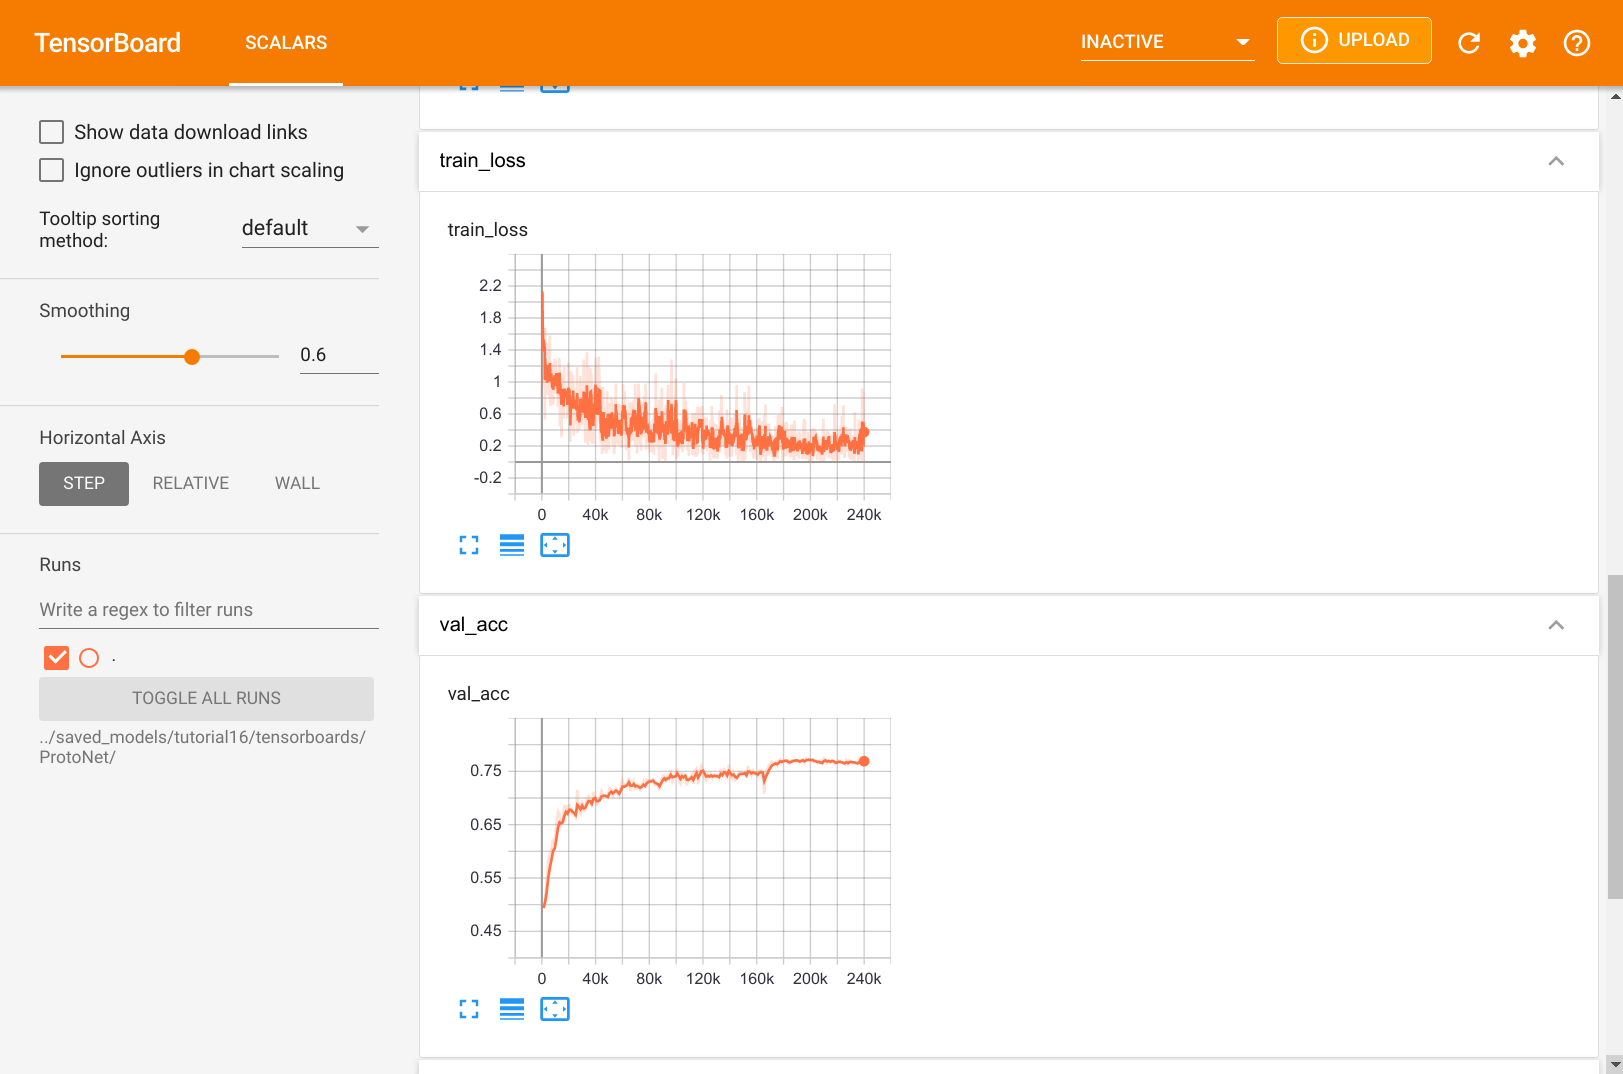 TensorBoard
SCALARS
INACTIVE
UPLOAD
Show data download links
Ignore outliers in chart scaling
Tooltip sorting
method:
default
Smoothing
0.6
Horizontal Axis
STEP
RELATIVE
WALL
Runs
Write a regex to filter runs
.
TOGGLE ALL RUNS
../saved_models/tutorial16/tensorboards/
ProtoNet/
train_loss
train_loss
2.2
1.8
1.4
1
0.6
0.2
-0.2
0 40k 80k 120k 160k 200k 240k
val_acc
val_acc
0.75
0.65
0.55
0.45
0 40k 80k 120k 160k 200k 240k